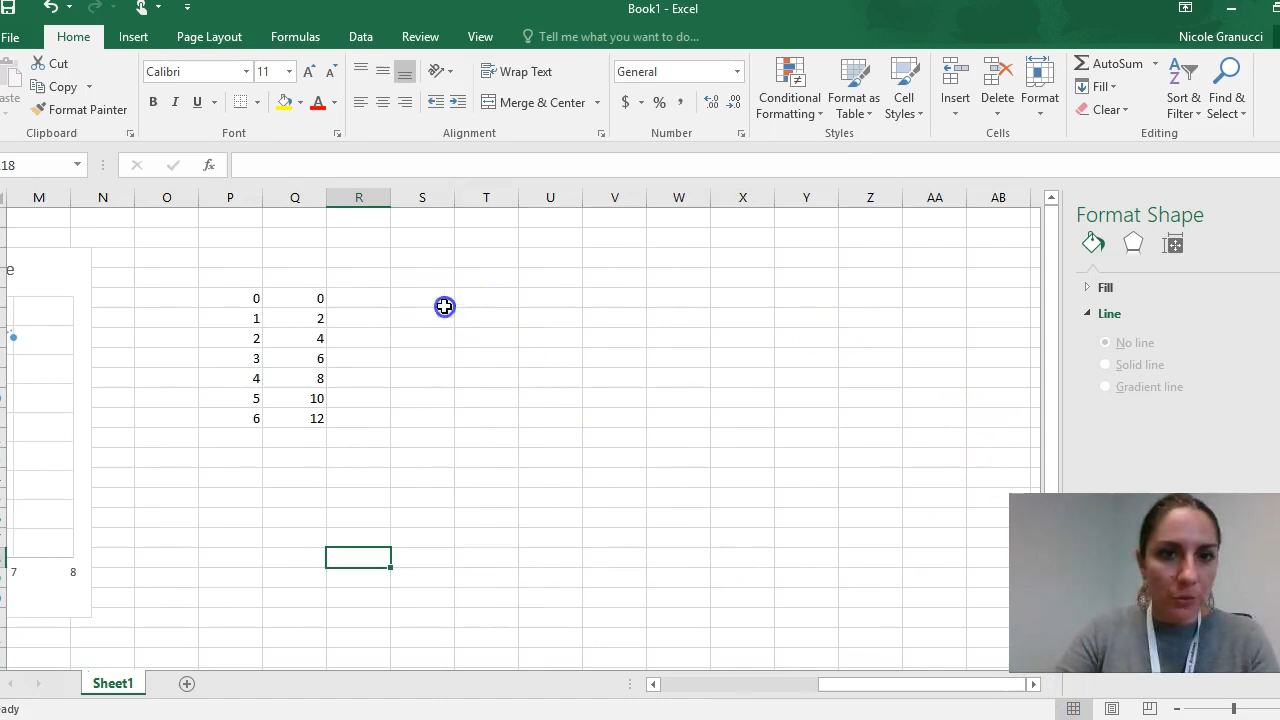 Book1 - Excel
File Home Insert Page Layout Formulas Data Review View Tell me what you want to do... Nicole Granucci
Cut
Copy
Format Painter
Clipboard
Calibri 11
B I U
Font
Wrap Text
Merge & Center
Alignment
General
$ % ,
Number
Conditional Formatting
Format as Table
Cell Styles
Styles
Insert Delete Format
Cells
AutoSum
Fill
Clear
Sort & Filter
Find & Select
Editing
18 fx
M N O P Q R S T U V W X Y Z AA AB
e
0 0
1 2
2 4
3 6
4 8
5 10
6 12
7 8
Format Shape
Fill
Line
No line
Solid line
Gradient line
Sheet1
eady